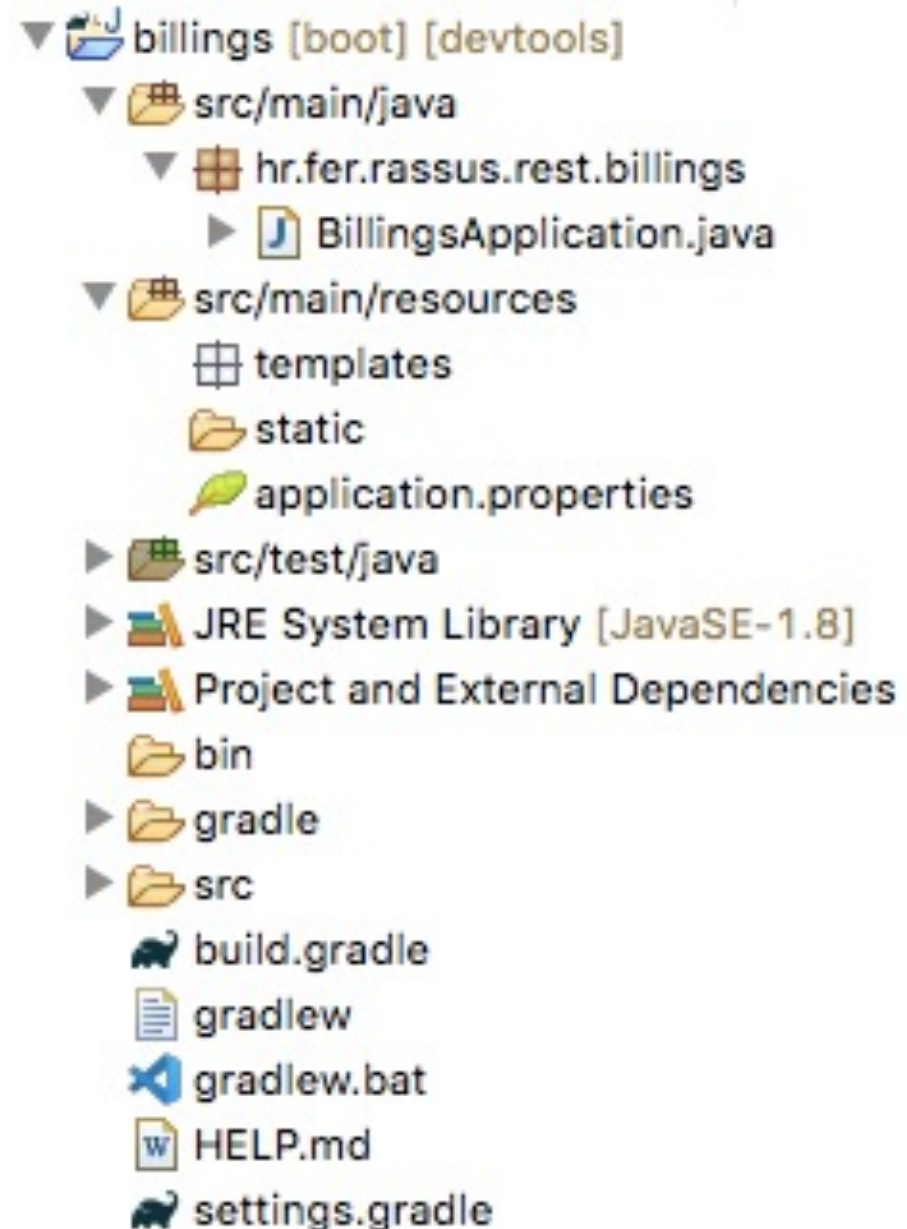 billings [boot] [devtools]
src/main/java
hr.fer.rassus.rest.billings
BillingsApplication.java
src/main/resources
templates
static
application.properties
src/test/java
JRE System Library [JavaSE-1.8]
Project and External Dependencies
bin
gradle
src
build.gradle
gradlew
gradlew.bat
HELP.md
settings.gradle